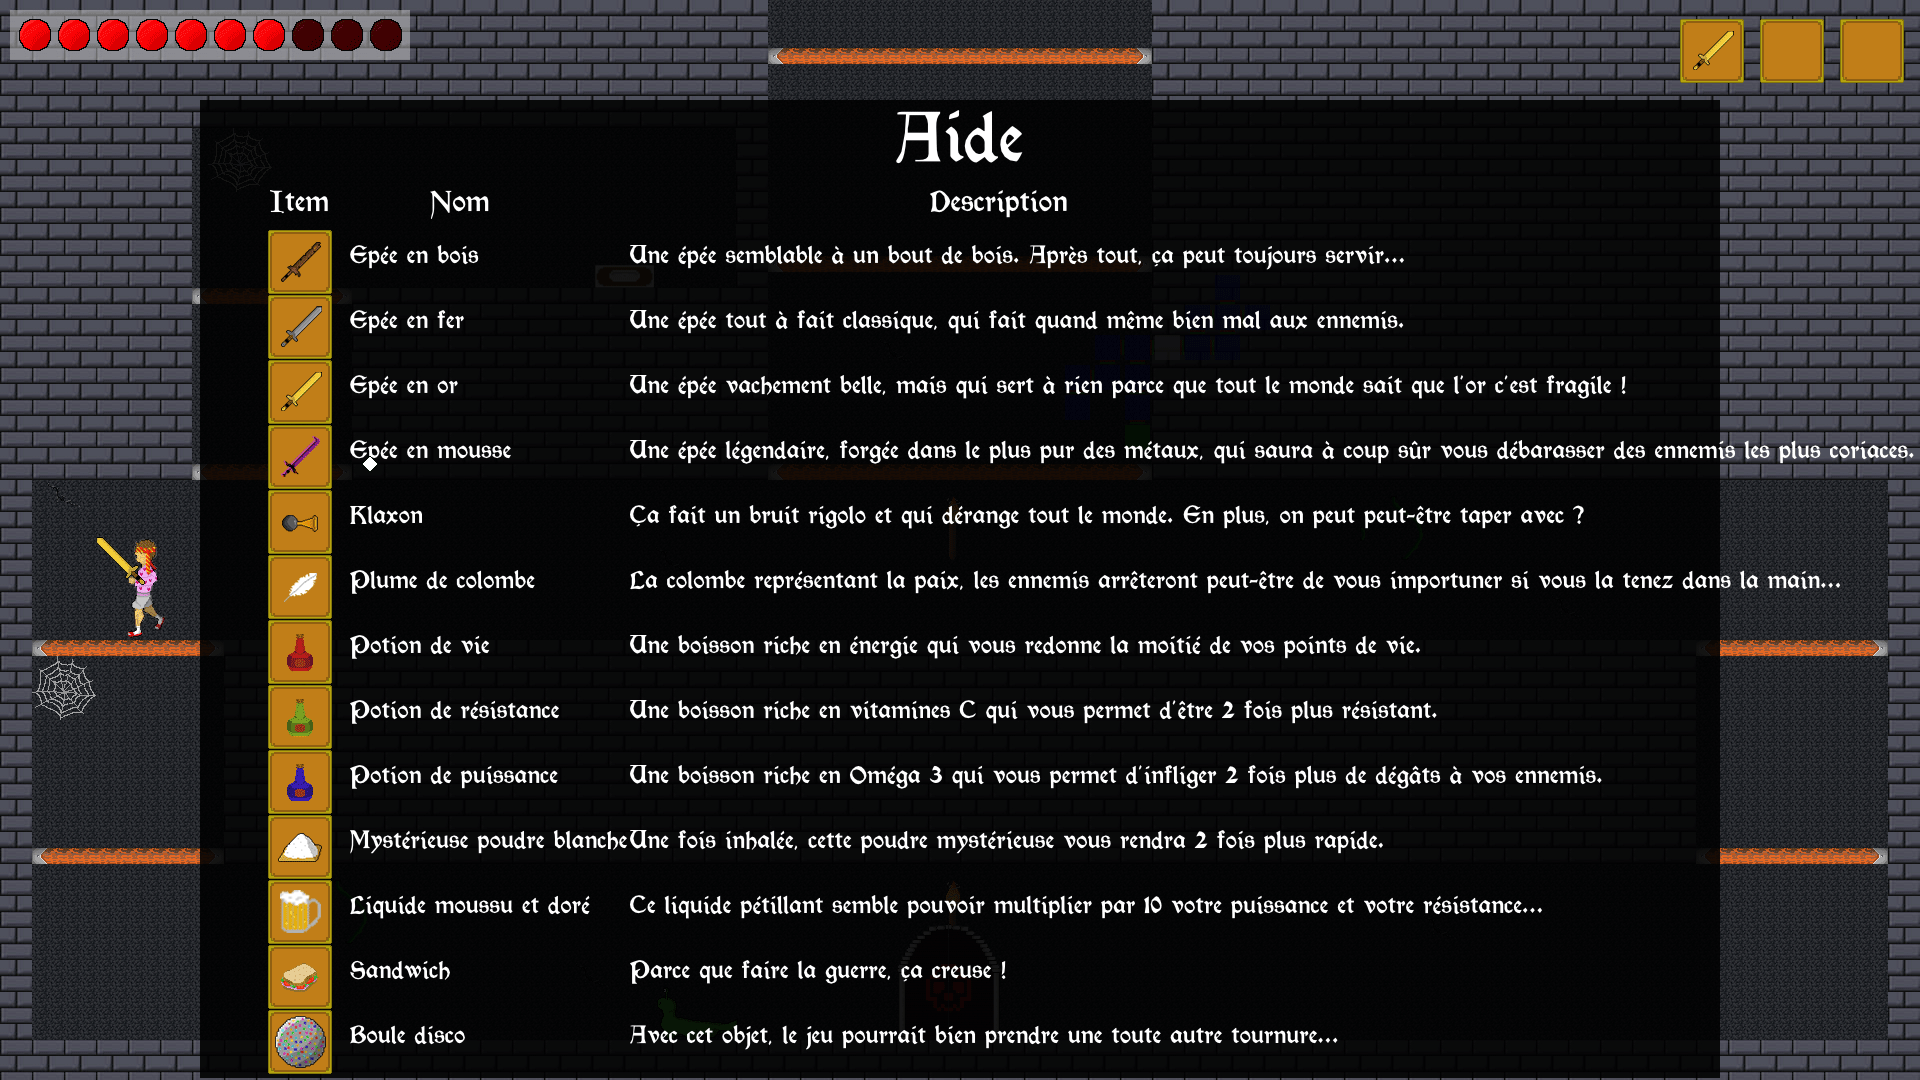 Aide
Item Nom Description
Epée en bois Une épée semblable à un bout de bois. Après tout, ça peut toujours servir...
Epée en fer Une épée tout à fait classique, qui fait quand même bien mal aux ennemis.
Epée en or Une épée vachement belle, mais qui sert à rien parce que tout le monde sait que l'or c'est fragile !
Epée en mousse Une épée légendaire, forgée dans le plus pur des métaux, qui saura à coup sûr vous débarasser des ennemis les plus coriaces.
Klaxon Ça fait un bruit rigolo et qui dérange tout le monde. En plus, on peut peut-être taper avec ?
Plume de colombe La colombe représentant la paix, les ennemis arrêteront peut-être de vous importuner si vous la tenez dans la main...
Potion de vie Une boisson riche en énergie qui vous redonne la moitié de vos points de vie.
Potion de résistance Une boisson riche en vitamines C qui vous permet d'être 2 fois plus résistant.
Potion de puissance Une boisson riche en Oméga 3 qui vous permet d'infliger 2 fois plus de dégâts à vos ennemis.
Mystérieuse poudre blanche Une fois inhalée, cette poudre mystérieuse vous rendra 2 fois plus rapide.
Liquide moussu et doré Ce liquide pétillant semble pouvoir multiplier par 10 votre puissance et votre résistance...
Sandwich Parce que faire la guerre, ça creuse !
Boule disco Avec cet objet, le jeu pourrait bien prendre une toute autre tournure...